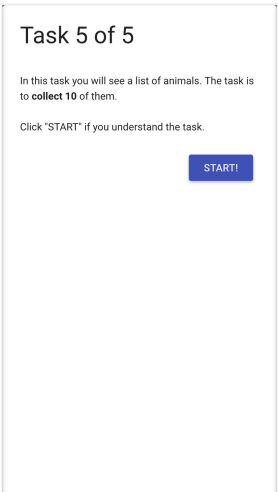 Task 5 of 5
In this task you will see a list of animals. The task is
to collect 10 of them.
Click "START" if you understand the task.
START!